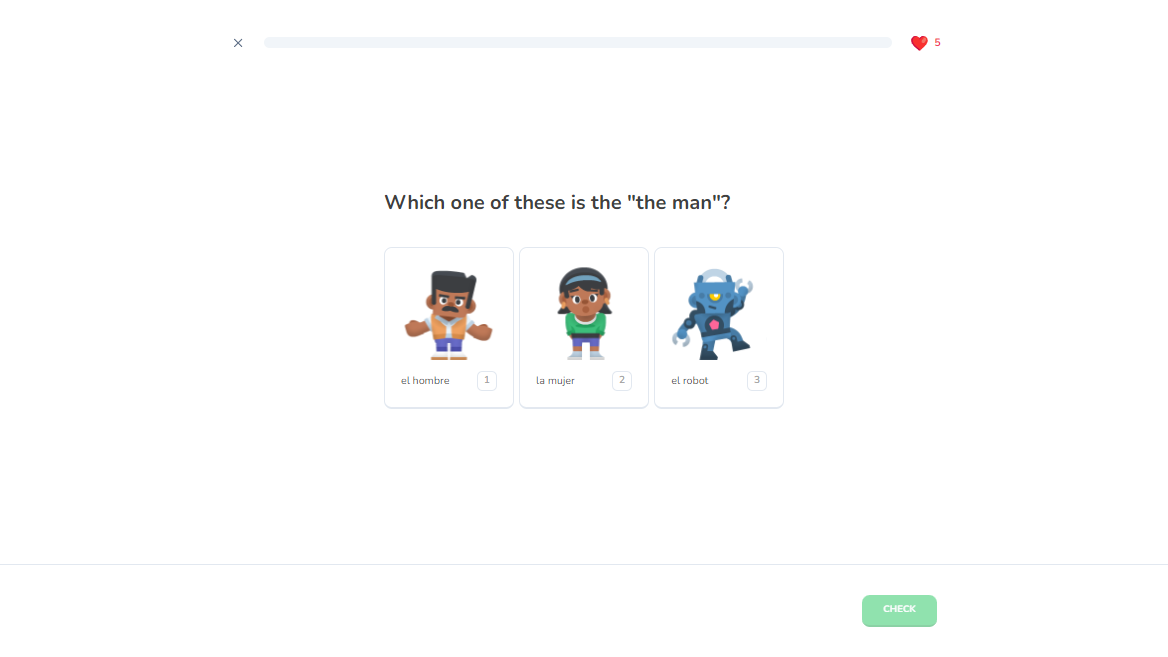 5
Which one of these is the "the man"?
el hombre 1
la mujer 2
el robot 3
CHECK